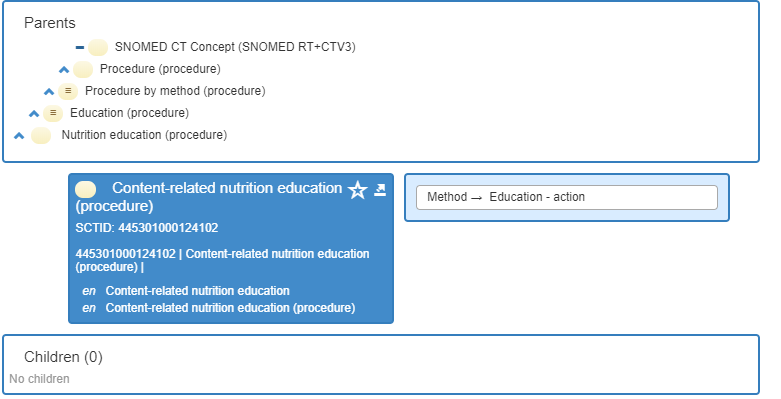 Parents
SNOMED CT Concept (SNOMED RT+CTV3)
Procedure (procedure)
Procedure by method (procedure)
Education (procedure)
Nutrition education (procedure)
Content-related nutrition education
(procedure)
SCTID: 445301000124102
445301000124102 | Content-related nutrition education
(procedure) |
en Content-related nutrition education
en Content-related nutrition education (procedure)
Method → Education - action
Children (0)
No children